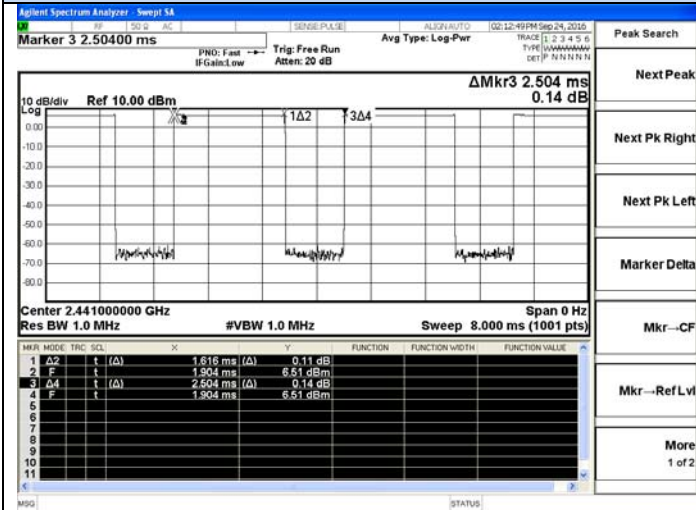 Agilent Spectrum Analyzer - Swept SA
RF 50 Ω AC SENSE:PULSE ALIGN AUTO 02:12:49 PM Sep 24, 2016
Marker 3 2.50400 ms
PNO: Fast
IFGain:Low
Trig: Free Run
Atten: 20 dB
Avg Type: Log-Pwr
TRACE 1 2 3 4 5 6
TYPE WWWWWW
DET P N N N N N
ΔMkr3 2.504 ms
0.14 dB
10 dB/div Ref 10.00 dBm
Log
0.00
-10.0
-20.0
-30.0
-40.0
-50.0
-60.0
-70.0
-80.0
1Δ2
3Δ4
Center 2.441000000 GHz Span 0 Hz
Res BW 1.0 MHz #VBW 1.0 MHz Sweep 8.000 ms (1001 pts)
MKR MODE TRC SCL X Y FUNCTION FUNCTION WIDTH FUNCTION VALUE
1 Δ2 t (Δ) 1.616 ms (Δ) 0.11 dB
2 F t 1.904 ms 6.51 dBm
3 Δ4 t (Δ) 2.504 ms (Δ) 0.14 dB
4 F t 1.904 ms 6.51 dBm
5
6
7
8
9
10
11
MSG STATUS
Peak Search
Next Peak
Next Pk Right
Next Pk Left
Marker Delta
Mkr→CF
Mkr→Ref Lvl
More
1 of 2